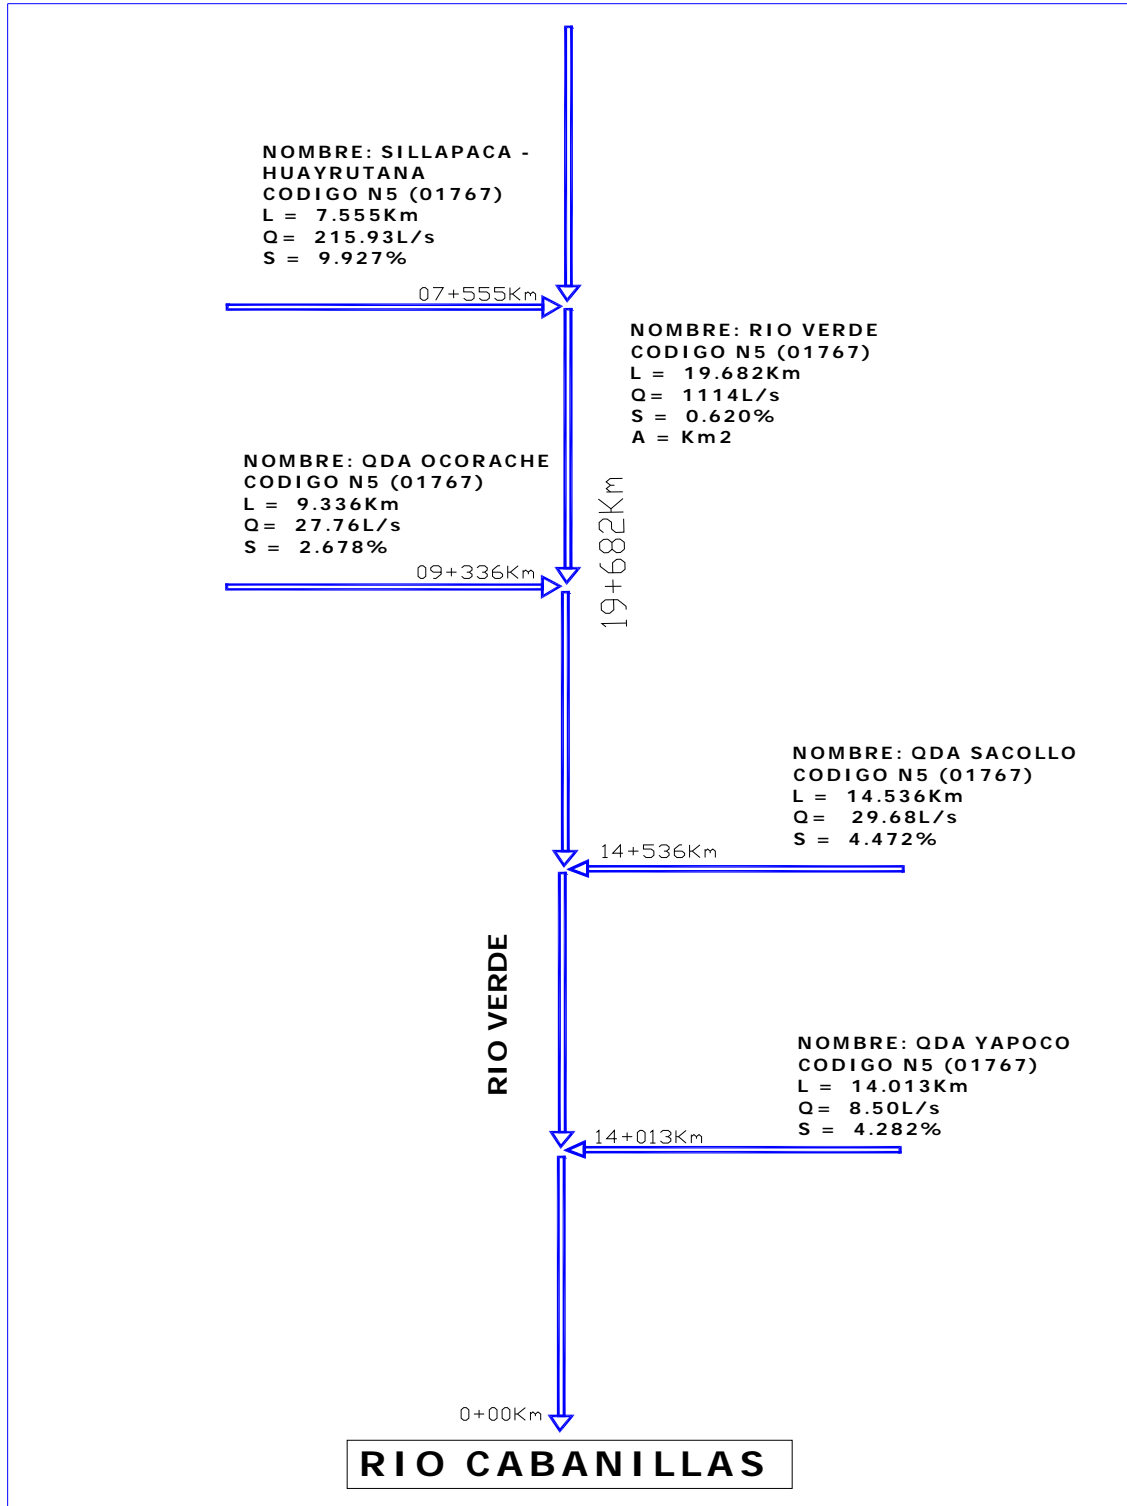 NOMBRE: SILLAPACA -
HUAYRUTANA
CODIGO N5 (01767)
L = 7.555Km
Q= 215.93L/s
S = 9.927%
07+555Km
NOMBRE: RIO VERDE
CODIGO N5 (01767)
L = 19.682Km
Q= 1114L/s
S = 0.620%
A = Km2
NOMBRE: QDA OCORACHE
CODIGO N5 (01767)
L = 9.336Km
Q= 27.76L/s
S = 2.678%
09+336Km
19+682Km
NOMBRE: QDA SACOLLO
CODIGO N5 (01767)
L = 14.536Km
Q= 29.68L/s
S = 4.472%
14+536Km
RIO VERDE
NOMBRE: QDA YAPOCO
CODIGO N5 (01767)
L = 14.013Km
Q= 8.50L/s
S = 4.282%
14+013Km
0+00Km
RIO CABANILLAS